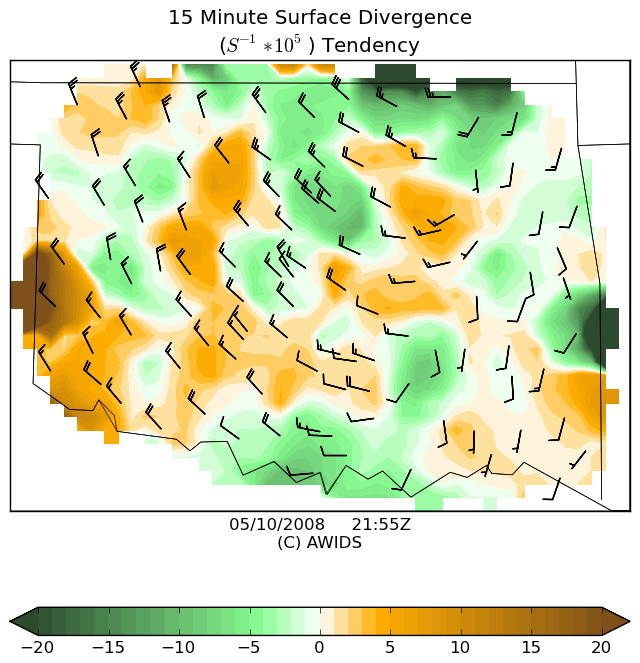 15 Minute Surface Divergence
(S⁻¹ * 10⁵ ) Tendency
05/10/2008 21:55Z
(C) AWIDS
−20 −15 −10 −5 0 5 10 15 20